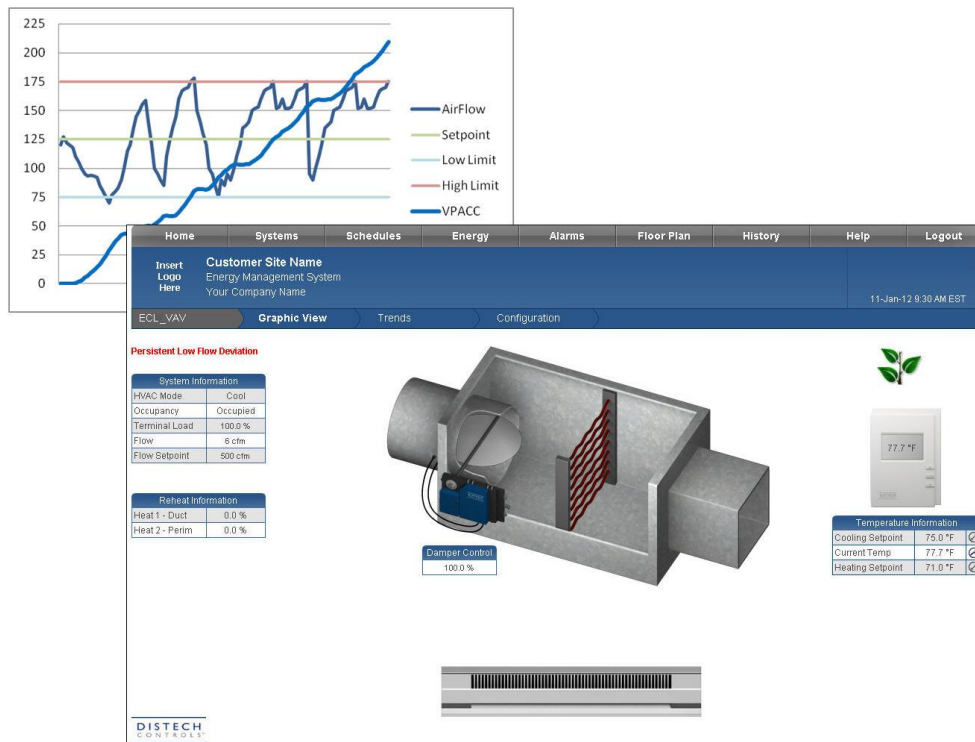 225
200
175
150
125
100
75
50
25
0
AirFlow
Setpoint
Low Limit
High Limit
VPACC
Home Systems Schedules Energy Alarms Floor Plan History Help Logout
Insert
Logo
Here
Customer Site Name
Energy Management System
Your Company Name
11-Jan-12 9:30 AM EST
ECL_VAV Graphic View Trends Configuration
Persistent Low Flow Deviation
System Information
HVAC Mode Cool
Occupancy Occupied
Terminal Load 100.0 %
Flow 6 cfm
Flow Setpoint 500 cfm
Reheat Information
Heat 1 - Duct 0.0 %
Heat 2 - Perim 0.0 %
Damper Control
100.0 %
77.7 °F
Temperature Information
Cooling Setpoint 75.0 °F
Current Temp 77.7 °F
Heating Setpoint 71.0 °F
DISTECH
CONTROLS